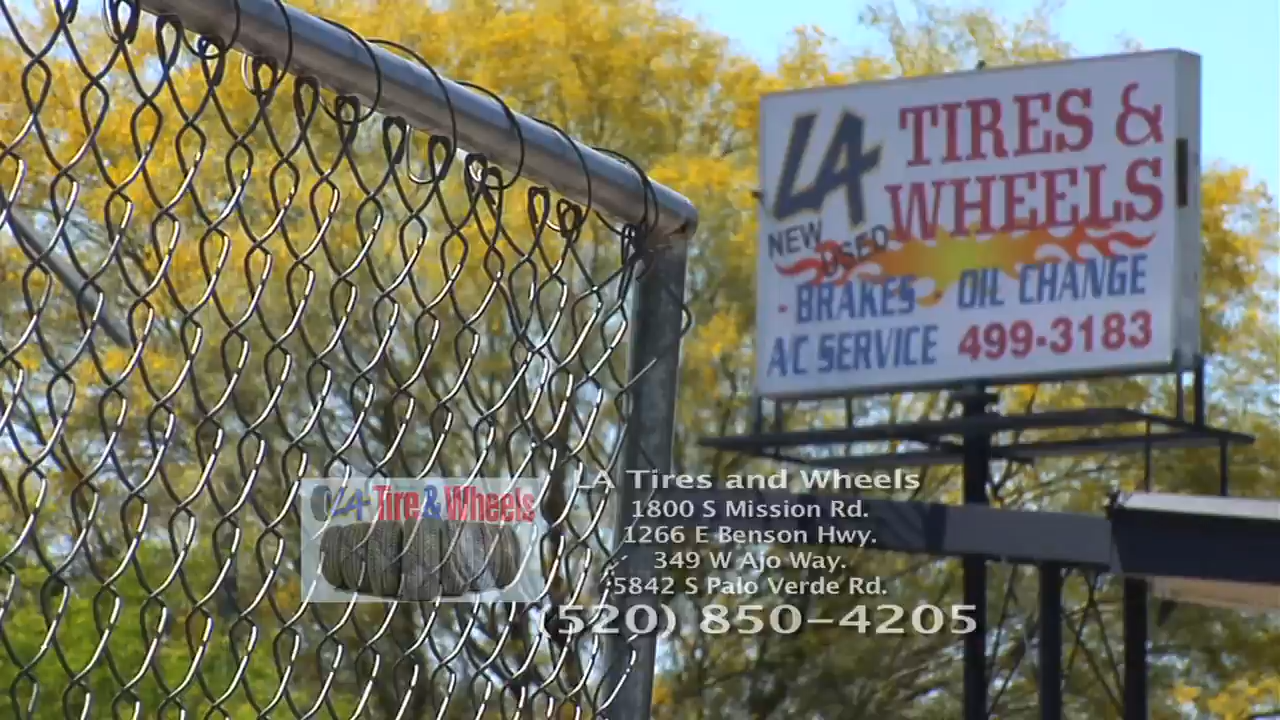 LA TIRES &
WHEELS
NEW
USED
- BRAKES - OIL CHANGE
AC SERVICE 499-3183
LA Tire & Wheels
LA Tires and Wheels
1800 S Mission Rd.
1266 E Benson Hwy.
349 W Ajo Way.
5842 S Palo Verde Rd.
(520) 850-4205